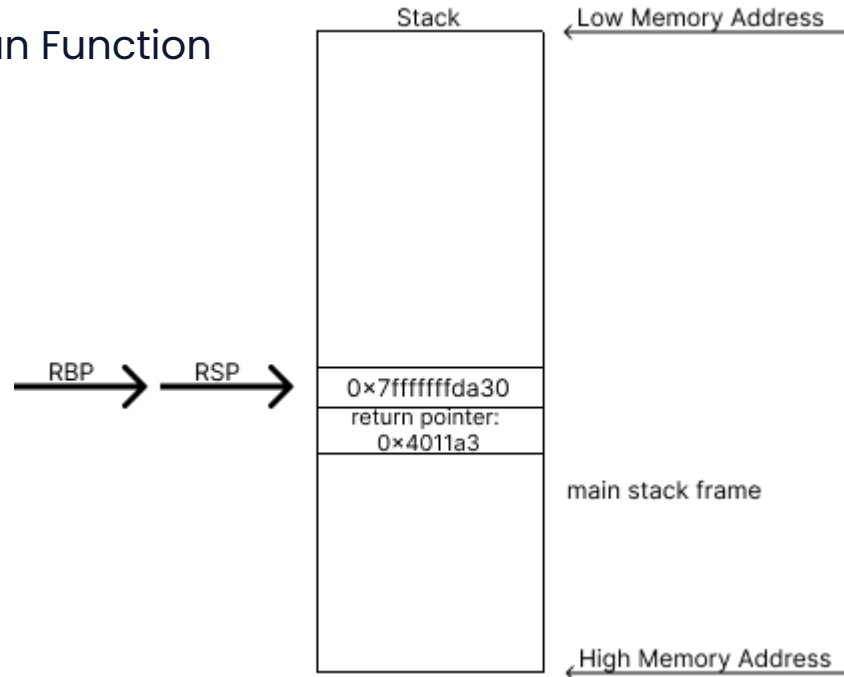 Function
Stack
Low Memory Address
RBP
RSP
0×7fffffffda30
return pointer:
0×4011a3
main stack frame
High Memory Address